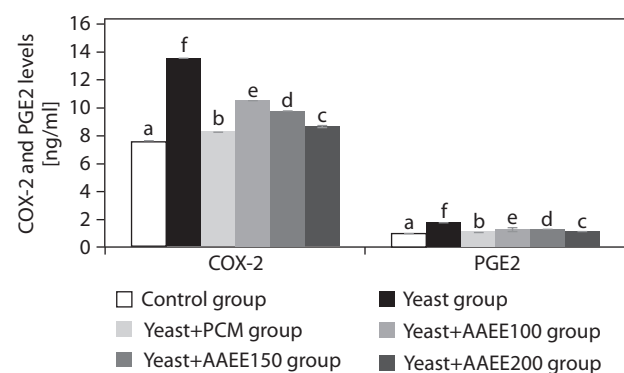 COX-2 and PGE2 levels
[ng/ml]
16
14
12
10
8
6
4
2
0
a
f
b
e
d
c
a
f
b
e
d
c
COX-2
PGE2
Control group
Yeast group
Yeast+PCM group
Yeast+AAEE100 group
Yeast+AAEE150 group
Yeast+AAEE200 group